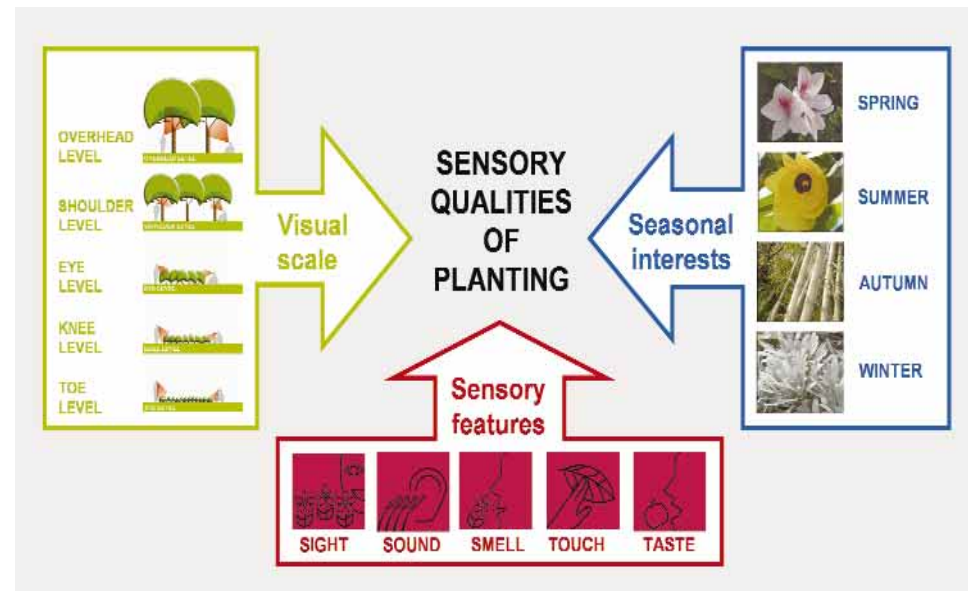 OVERHEAD
LEVEL
SHOULDER
LEVEL
EYE
LEVEL
KNEE
LEVEL
TOE
LEVEL
Visual
scale
SENSORY
QUALITIES
OF
PLANTING
Seasonal
interests
SPRING
SUMMER
AUTUMN
WINTER
Sensory
features
SIGHT SOUND SMELL TOUCH TASTE